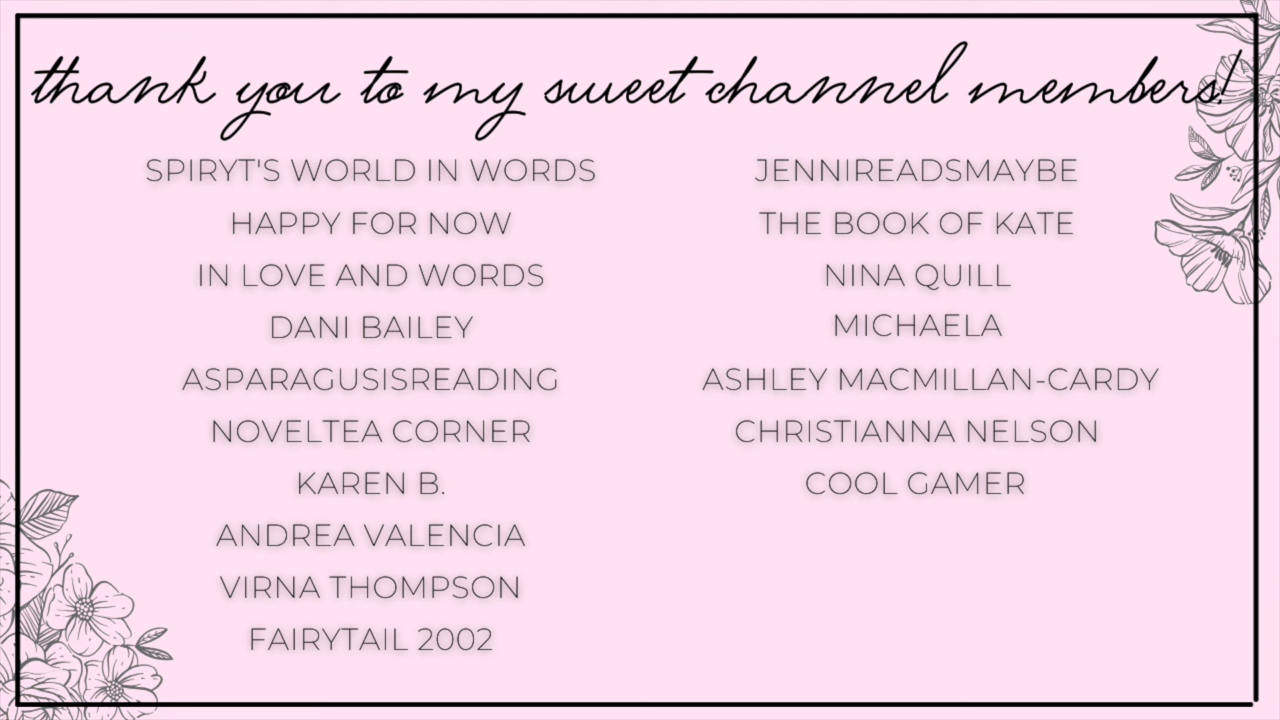 thank you to my sweet channel members!
SPIRYT'S WORLD IN WORDS
HAPPY FOR NOW
IN LOVE AND WORDS
DANI BAILEY
ASPARAGUSISREADING
NOVELTEA CORNER
KAREN B.
ANDREA VALENCIA
VIRNA THOMPSON
FAIRYTAIL 2002
JENNIREADSMAYBE
THE BOOK OF KATE
NINA QUILL
MICHAELA
ASHLEY MACMILLAN-CARDY
CHRISTIANNA NELSON
COOL GAMER